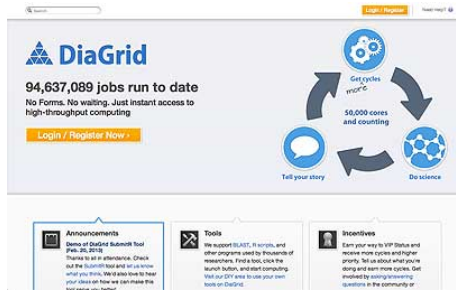 Search
Login / Register
Need Help?
DiaGrid
94,637,089 jobs run to date
No Forms. No waiting. Just instant access to
high-throughput computing
Login / Register Now ›
Get cycles
more
50,000 cores
and counting
Tell your story
Do science
Announcements
Demo of DiaGrid SubmitR Tool
(Feb. 20, 2013)
Thanks to all in attendance. Check
out the SubmitR tool and let us know
what you think. We'd also love to hear
your ideas on how we can make this
tool serve you better!
Tools
We support BLAST, R scripts, and
other programs used by thousands of
researchers. Find a tool, click the
launch button, and start computing.
Visit our DIY area to use your own
tools on DiaGrid.
Incentives
Earn your way to VIP Status and
receive more cycles and higher
priority. Tell us about what you're
doing and earn more cycles. Get
involved by asking/answering
questions in the community or